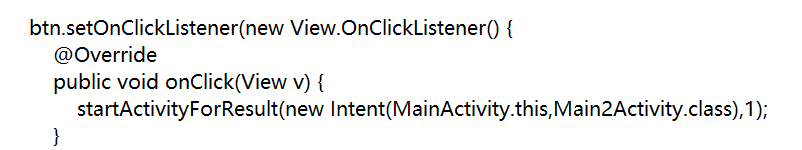 btn.setOnClickListener(new View.OnClickListener() {
@Override
public void onClick(View v) {
startActivityForResult(new Intent(MainActivity.this,Main2Activity.class),1);
}